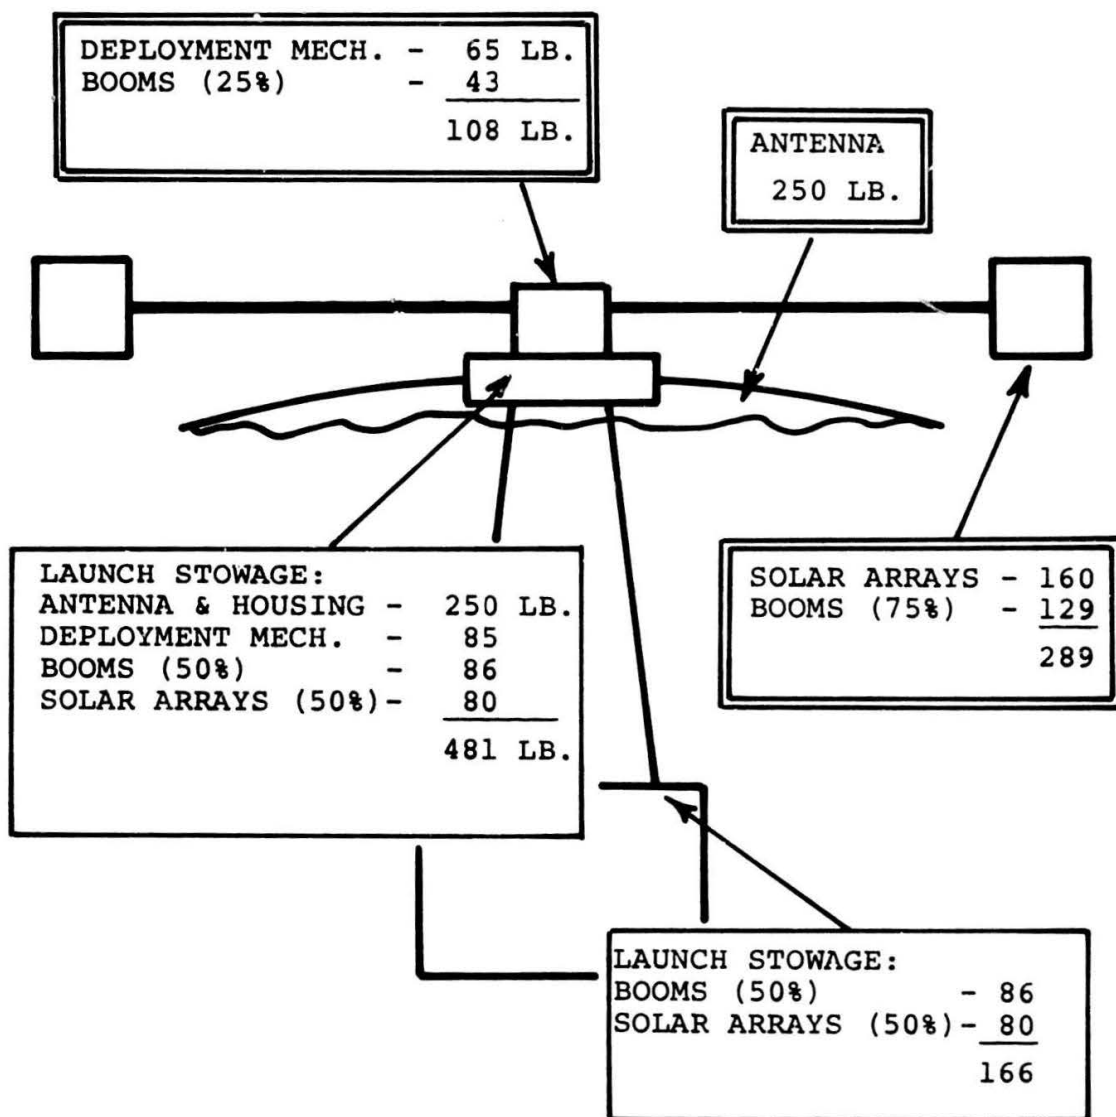 DEPLOYMENT MECH. - 65 LB.
BOOMS (25%) - 43
108 LB.
ANTENNA
250 LB.
LAUNCH STOWAGE:
ANTENNA & HOUSING - 250 LB.
DEPLOYMENT MECH. - 85
BOOMS (50%) - 86
SOLAR ARRAYS (50%)- 80
481 LB.
SOLAR ARRAYS - 160
BOOMS (75%) - 129
289
LAUNCH STOWAGE:
BOOMS (50%) - 86
SOLAR ARRAYS (50%)- 80
166